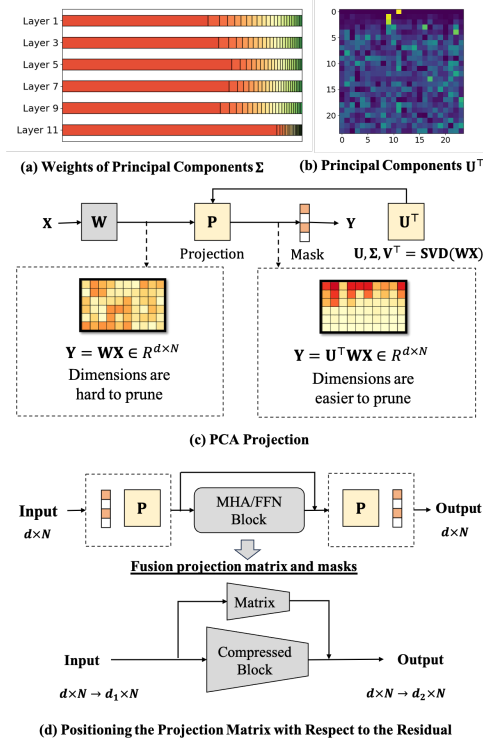 Layer 1
Layer 3
Layer 5
Layer 7
Layer 9
Layer 11
(a) Weights of Principal Components Σ
0
5
10
15
20
0 5 10 15 20
(b) Principal Components U⊤
X
W
P
Y
U⊤
Projection
Mask
U, Σ, V⊤ = SVD(WX)
Y = WX ∈ R^{d×N}
Dimensions are
hard to prune
Y = U⊤WX ∈ R^{d×N}
Dimensions are
easier to prune
(c) PCA Projection
Input
d×N
P
MHA/FFN
Block
P
Output
d×N
Fusion projection matrix and masks
Matrix
Input
Compressed
Block
Output
d×N → d₁×N
d×N → d₂×N
(d) Positioning the Projection Matrix with Respect to the Residual